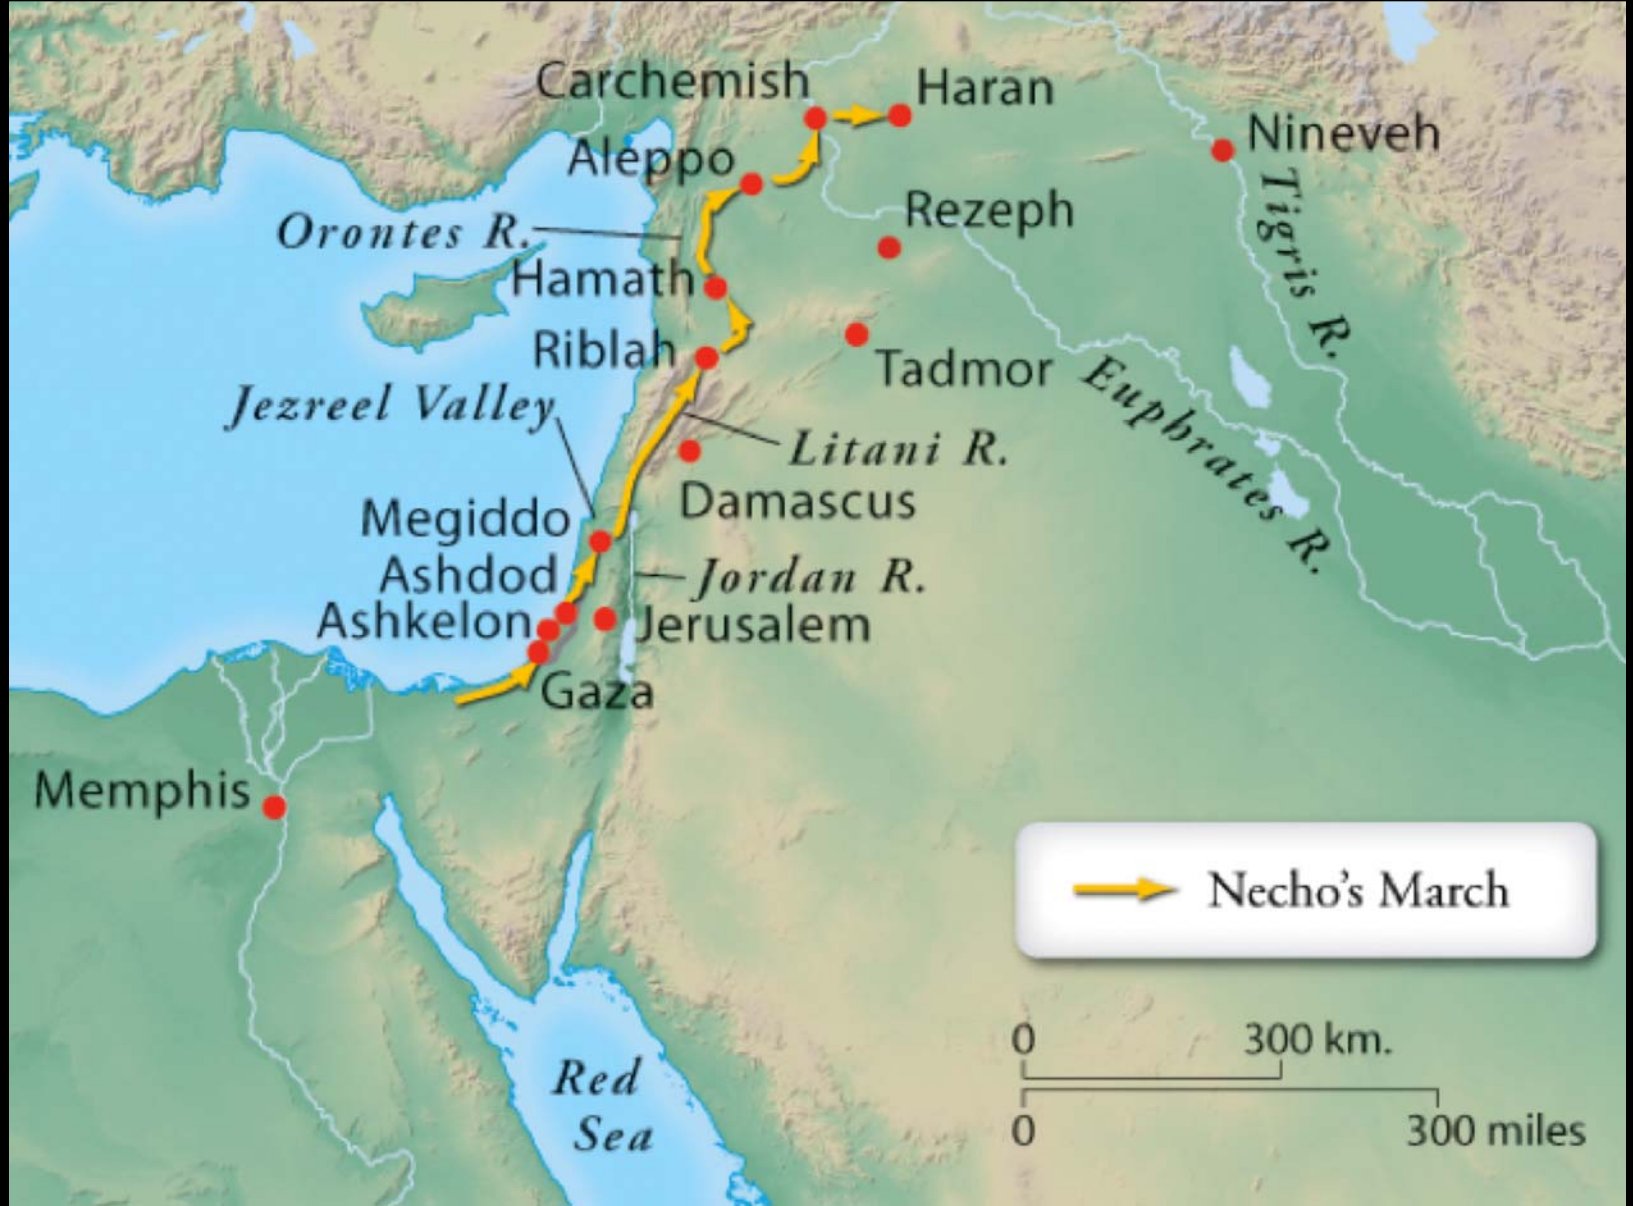 Carchemish
Haran
Nineveh
Aleppo
Tigris R.
Rezeph
Orontes R.
Hamath
Riblah
Tadmor
Euphrates R.
Jezreel Valley
Litani R.
Damascus
Megiddo
Ashdod
Jordan R.
Ashkelon
Jerusalem
Gaza
Memphis
Necho's March
0 300 km.
0 300 miles
Red
Sea